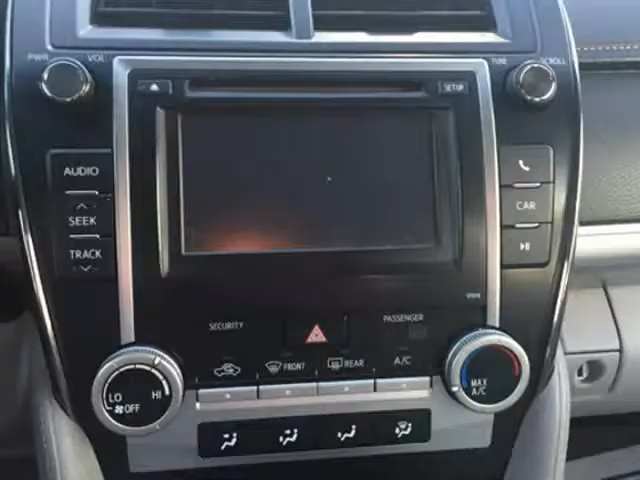 PWR VOL
TUNE SCROLL
SETUP
AUDIO
SEEK
TRACK
CAR
SECURITY
PASSENGER
FRONT
REAR
A/C
LO
HI
OFF
MAX
A/C